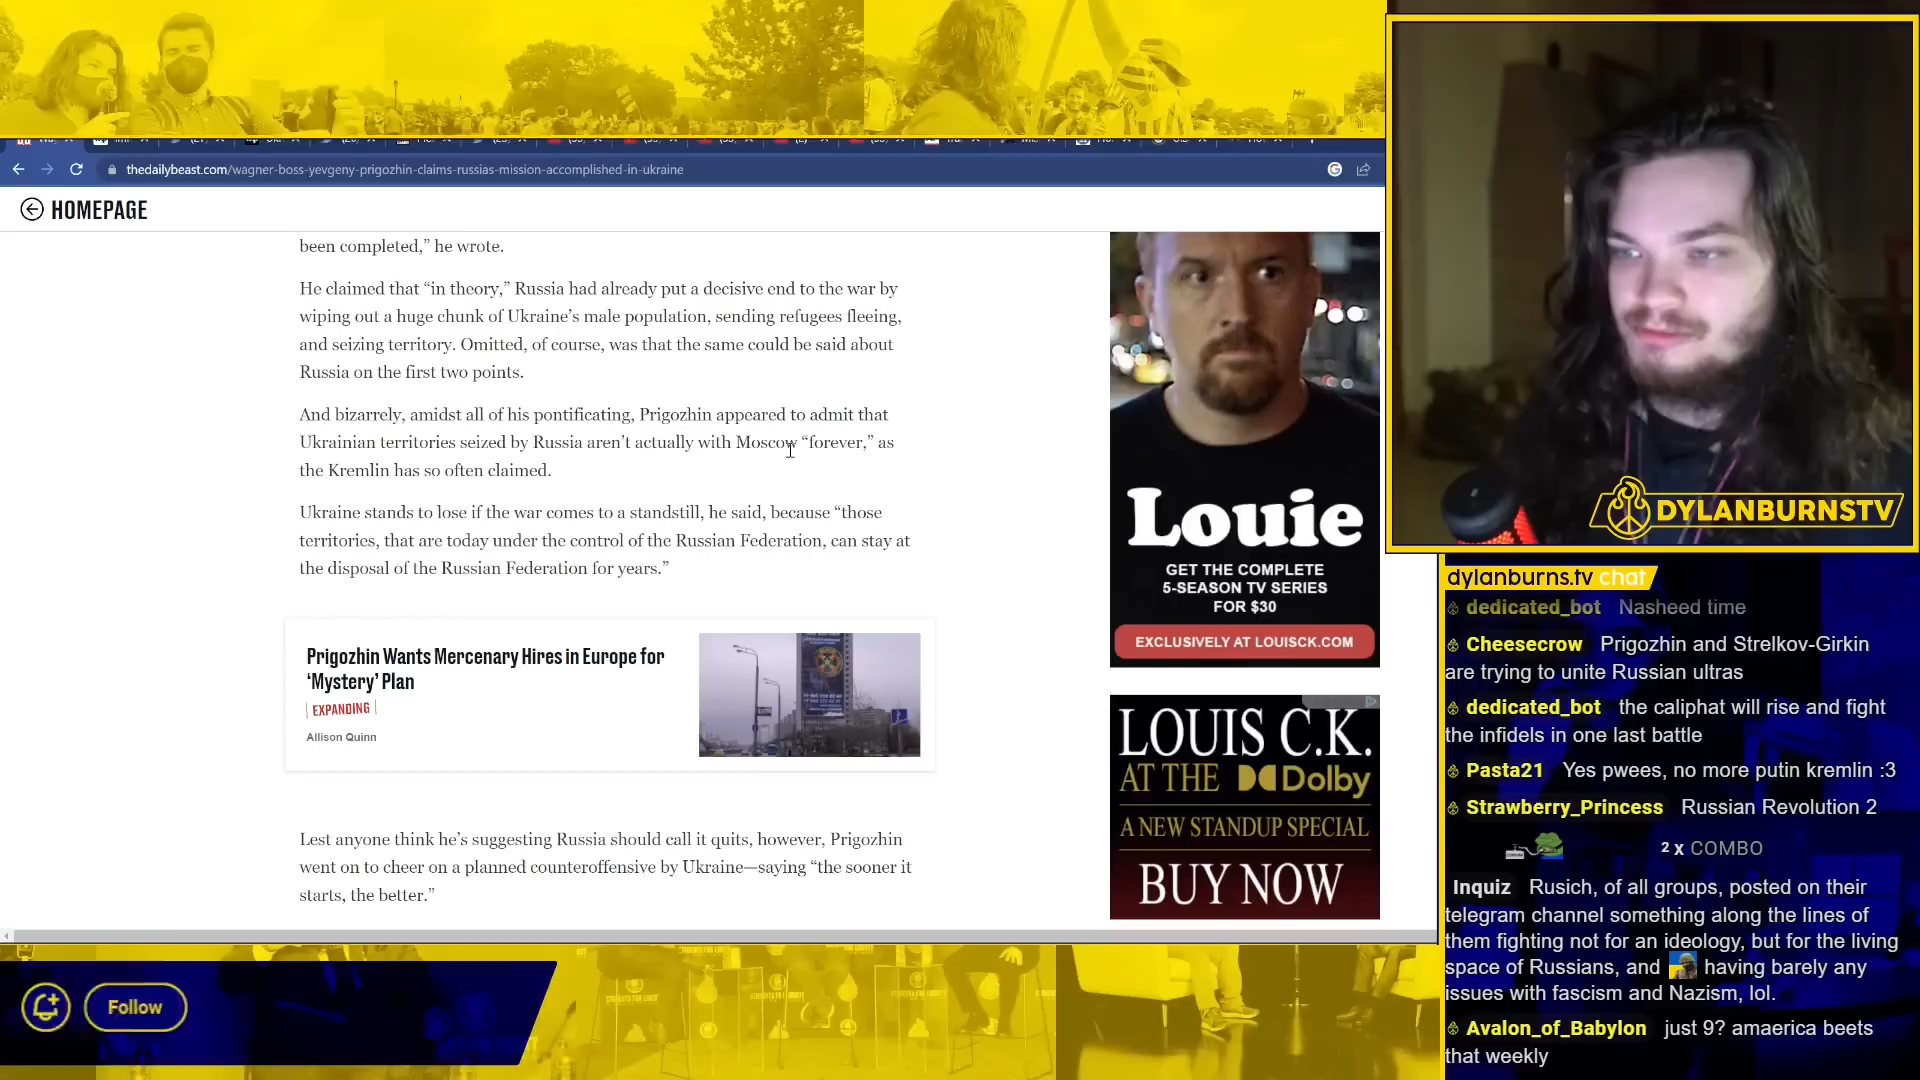 thedailybeast.com/wagner-boss-yevgeny-prigozhin-claims-russias-mission-accomplished-in-ukraine
HOMEPAGE
been completed,” he wrote.
He claimed that “in theory,” Russia had already put a decisive end to the war by
wiping out a huge chunk of Ukraine’s male population, sending refugees fleeing,
and seizing territory. Omitted, of course, was that the same could be said about
Russia on the first two points.
And bizarrely, amidst all of his pontificating, Prigozhin appeared to admit that
Ukrainian territories seized by Russia aren’t actually with Moscow “forever,” as
the Kremlin has so often claimed.
Ukraine stands to lose if the war comes to a standstill, he said, because “those
territories, that are today under the control of the Russian Federation, can stay at
the disposal of the Russian Federation for years.”
Prigozhin Wants Mercenary Hires in Europe for
‘Mystery’ Plan
EXPANDING
Allison Quinn
Lest anyone think he’s suggesting Russia should call it quits, however, Prigozhin
went on to cheer on a planned counteroffensive by Ukraine—saying “the sooner it
starts, the better.”
Louie
GET THE COMPLETE
5-SEASON TV SERIES
FOR $30
EXCLUSIVELY AT LOUISCK.COM
LOUIS C.K.
AT THE Dolby
A NEW STANDUP SPECIAL
BUY NOW
DYLANBURNSTV
dylanburns.tv chat
dedicated_bot Nasheed time
Cheesecrow Prigozhin and Strelkov-Girkin
are trying to unite Russian ultras
dedicated_bot the caliphat will rise and fight
the infidels in one last battle
Pasta21 Yes pwees, no more putin kremlin :3
Strawberry_Princess Russian Revolution 2
2 x COMBO
Inquiz Rusich, of all groups, posted on their
telegram channel something along the lines of
them fighting not for an ideology, but for the living
space of Russians, and having barely any
issues with fascism and Nazism, lol.
Avalon_of_Babylon just 9? amaerica beets
that weekly
Follow